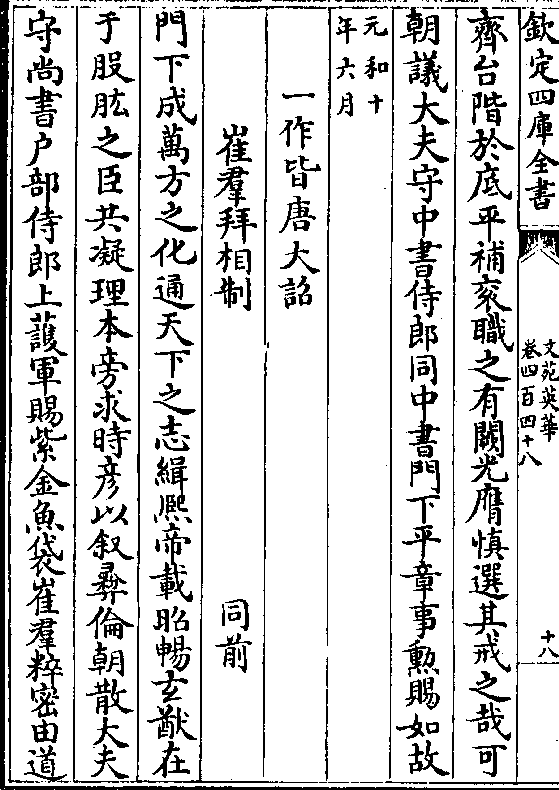 欽定四庫全書
文苑英華
卷四百四十八
十八
齊台階於底平補衮職之有闕光膺慎選其戒之哉可
朝議大夫守中書侍郎同中書門下平章事勲賜如故
元和十
年六月
一作皆唐大詔
崔羣拜相制
同前
門下成萬方之化通天下之志緝熈帝載昭暢玄猷在
于股肱之臣共凝理本旁求時彦以叙彛倫朝散大夫
守尚書户部侍郎上䕶軍賜紫金魚袋崔羣粹密由道